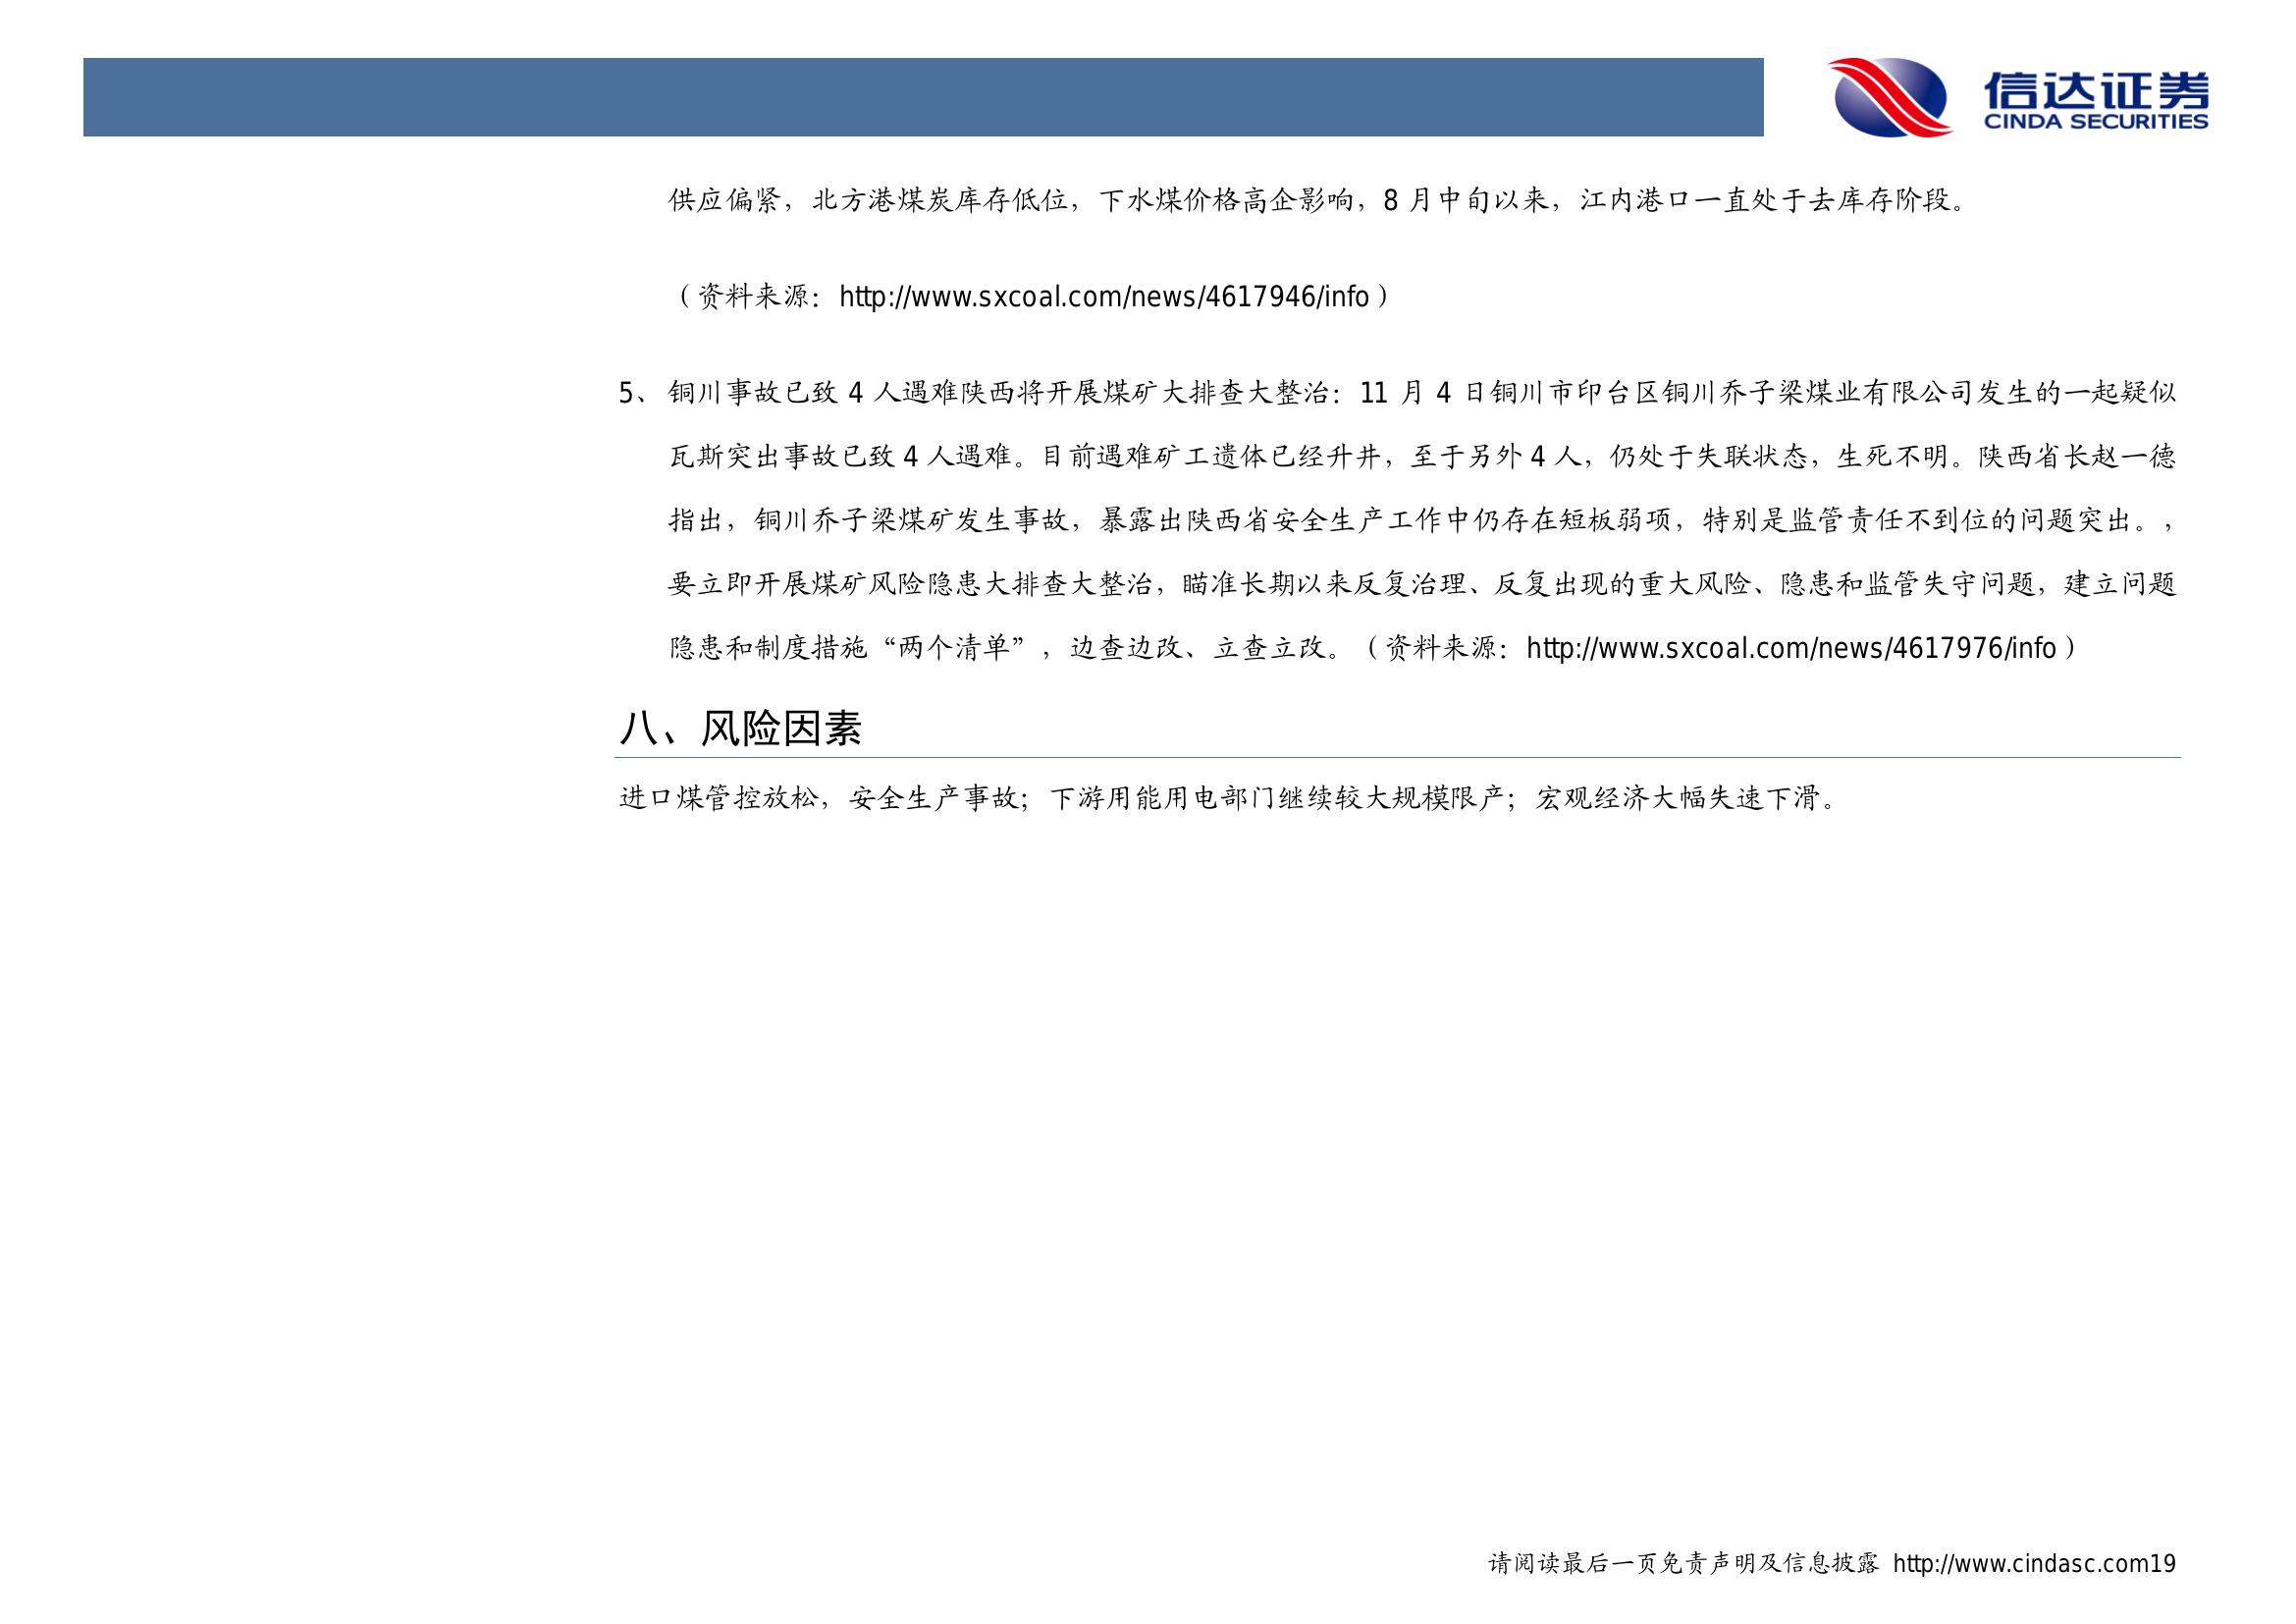 信达证券
CINDA SECURITIES
供应偏紧，北方港煤炭库存低位，下水煤价格高企影响，8 月中旬以来，江内港口一直处于去库存阶段。
（资料来源：http://www.sxcoal.com/news/4617946/info）
5、 铜川事故已致 4 人遇难陕西将开展煤矿大排查大整治：11 月 4 日铜川市印台区铜川乔子梁煤业有限公司发生的一起疑似
瓦斯突出事故已致 4 人遇难。目前遇难矿工遗体已经升井，至于另外 4 人，仍处于失联状态，生死不明。陕西省长赵一德
指出，铜川乔子梁煤矿发生事故，暴露出陕西省安全生产工作中仍存在短板弱项，特别是监管责任不到位的问题突出。，
要立即开展煤矿风险隐患大排查大整治，瞄准长期以来反复治理、反复出现的重大风险、隐患和监管失守问题，建立问题
隐患和制度措施“两个清单”，边查边改、立查立改。（资料来源：http://www.sxcoal.com/news/4617976/info）
八、风险因素
进口煤管控放松，安全生产事故；下游用能用电部门继续较大规模限产；宏观经济大幅失速下滑。
请阅读最后一页免责声明及信息披露 http://www.cindasc.com19